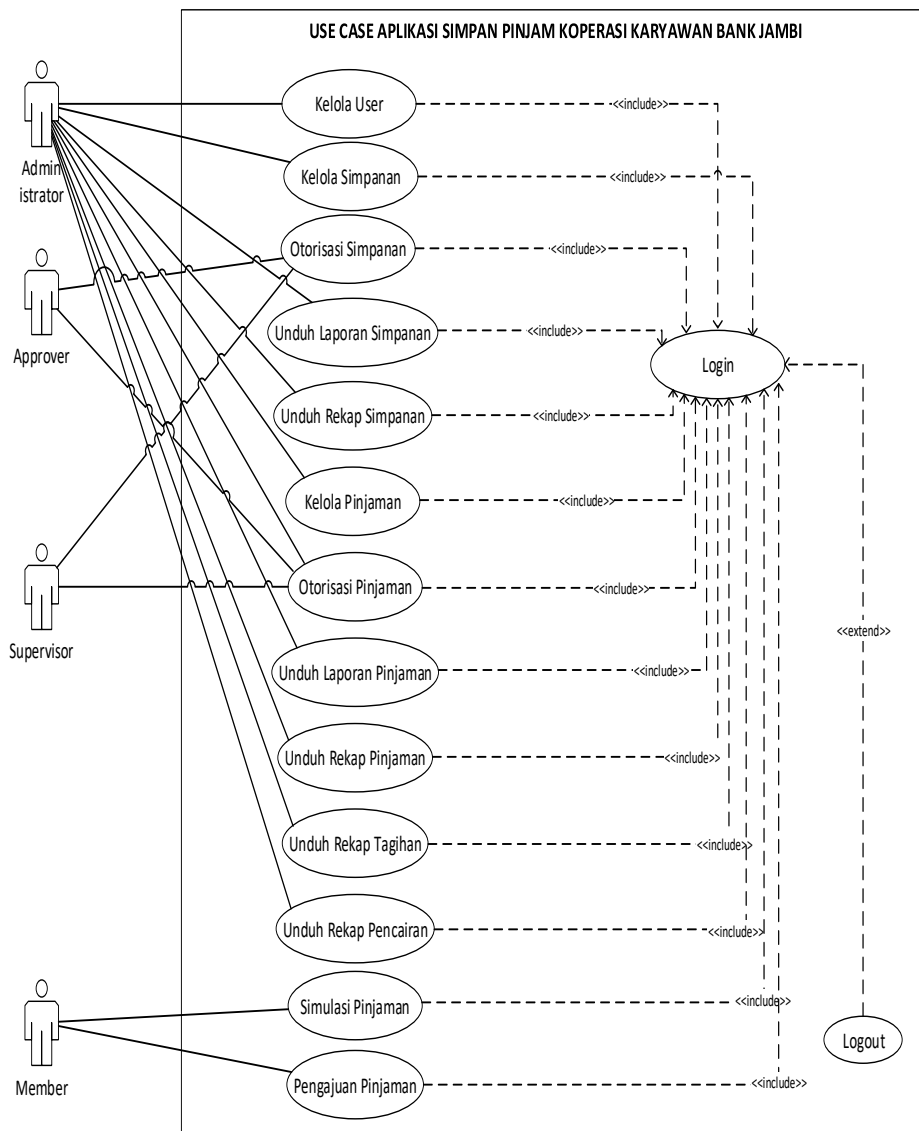 USE CASE APLIKASI SIMPAN PINJAM KOPERASI KARYAWAN BANK JAMBI
Admin
istrator
Approver
Supervisor
Member
Kelola User
<<include>>
Kelola Simpanan
<<include>>
Otorisasi Simpanan
<<include>>
Unduh Laporan Simpanan
<<include>>
Login
Unduh Rekap Simpanan
<<include>>
Kelola Pinjaman
<<include>>
Otorisasi Pinjaman
<<include>>
<<extend>>
Unduh Laporan Pinjaman
<<include>>
Unduh Rekap Pinjaman
<<include>>
Unduh Rekap Tagihan
<<include>>
Unduh Rekap Pencairan
<<include>>
Simulasi Pinjaman
<<include>>
Logout
Pengajuan Pinjaman
<<include>>